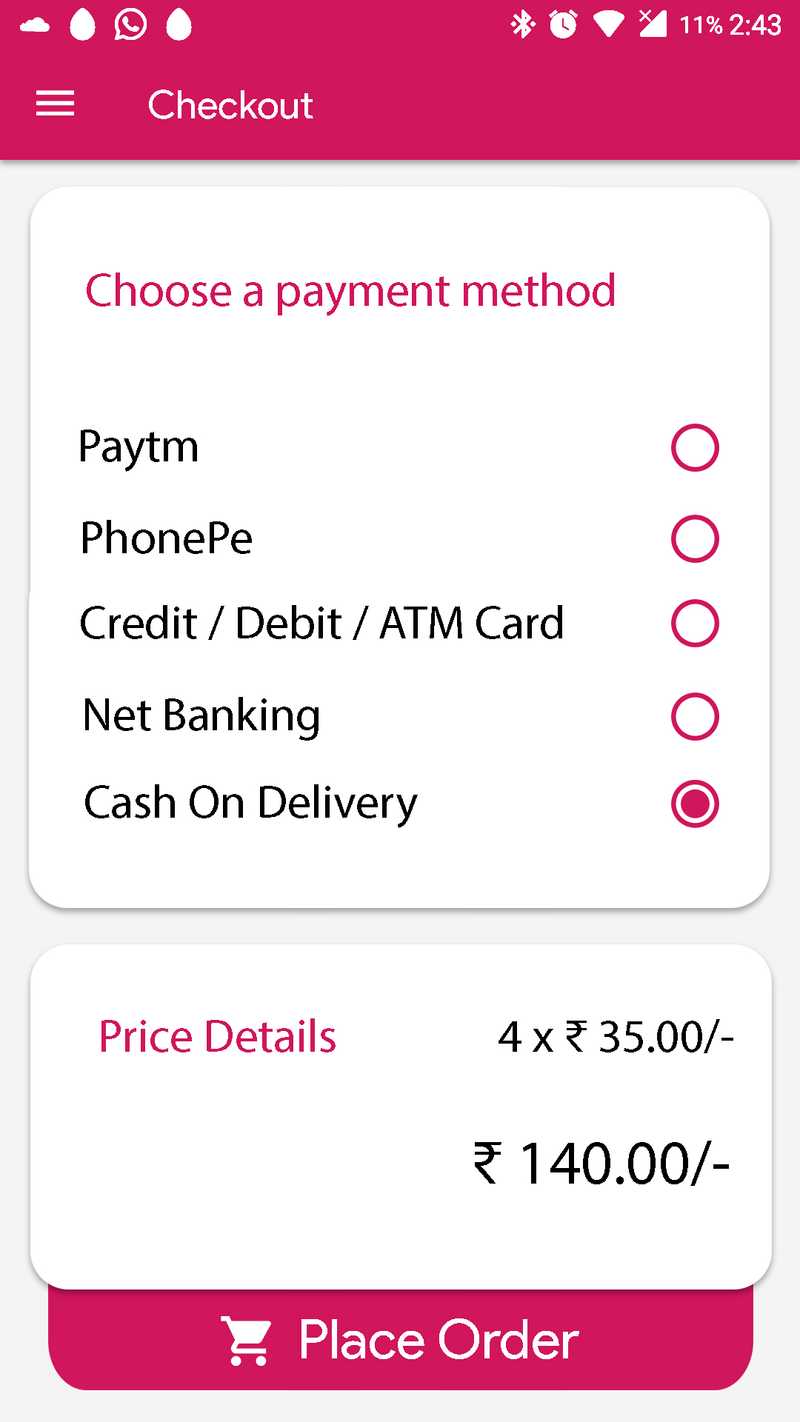 11% 2:43
Checkout
Choose a payment method
Paytm
PhonePe
Credit / Debit / ATM Card
Net Banking
Cash On Delivery
Price Details 4 x ₹ 35.00/-
₹ 140.00/-
Place Order